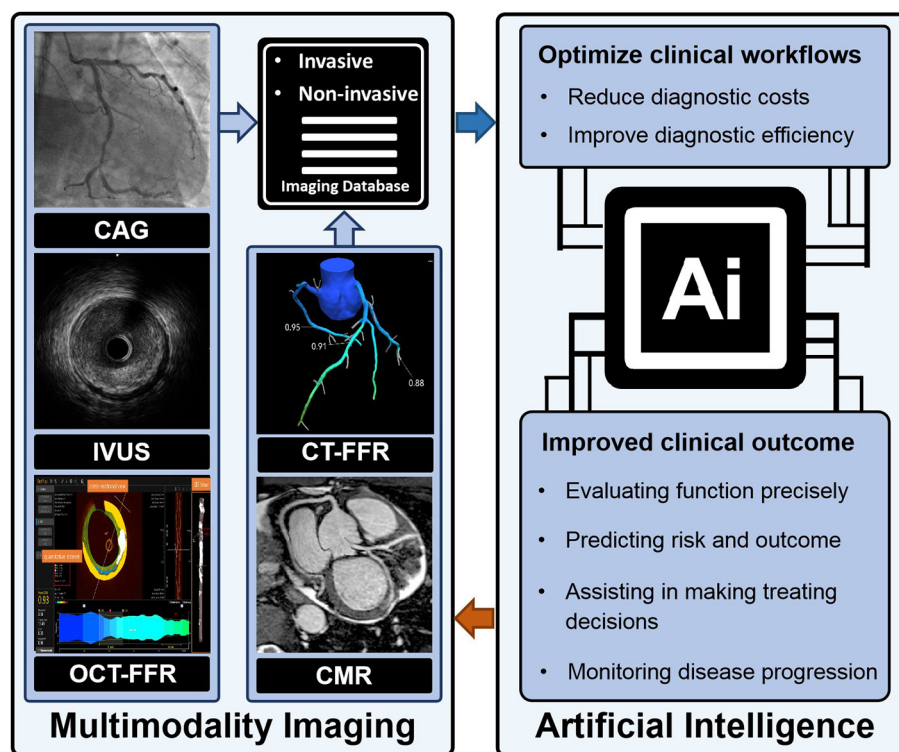 CAG
IVUS
0.93
OCT-FFR
• Invasive
• Non-invasive
Imaging Database
0.95
0.91
0.88
CT-FFR
CMR
Multimodality Imaging
Optimize clinical workflows
• Reduce diagnostic costs
• Improve diagnostic efficiency
Ai
Improved clinical outcome
• Evaluating function precisely
• Predicting risk and outcome
• Assisting in making treating
decisions
• Monitoring disease progression
Artificial Intelligence